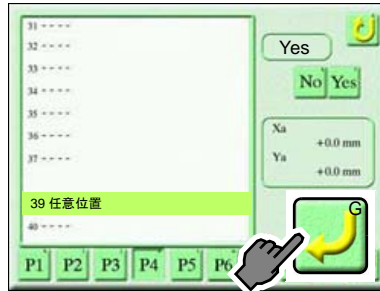 31 - - - -
32 - - - -
33 - - - -
34 - - - -
35 - - - -
36 - - - -
37 - - - -
39 任意位置
40 - - - -
Yes
No Yes
Xa
+0.0 mm
Ya
+0.0 mm
G
P1 P2 P3 P4 P5 P6